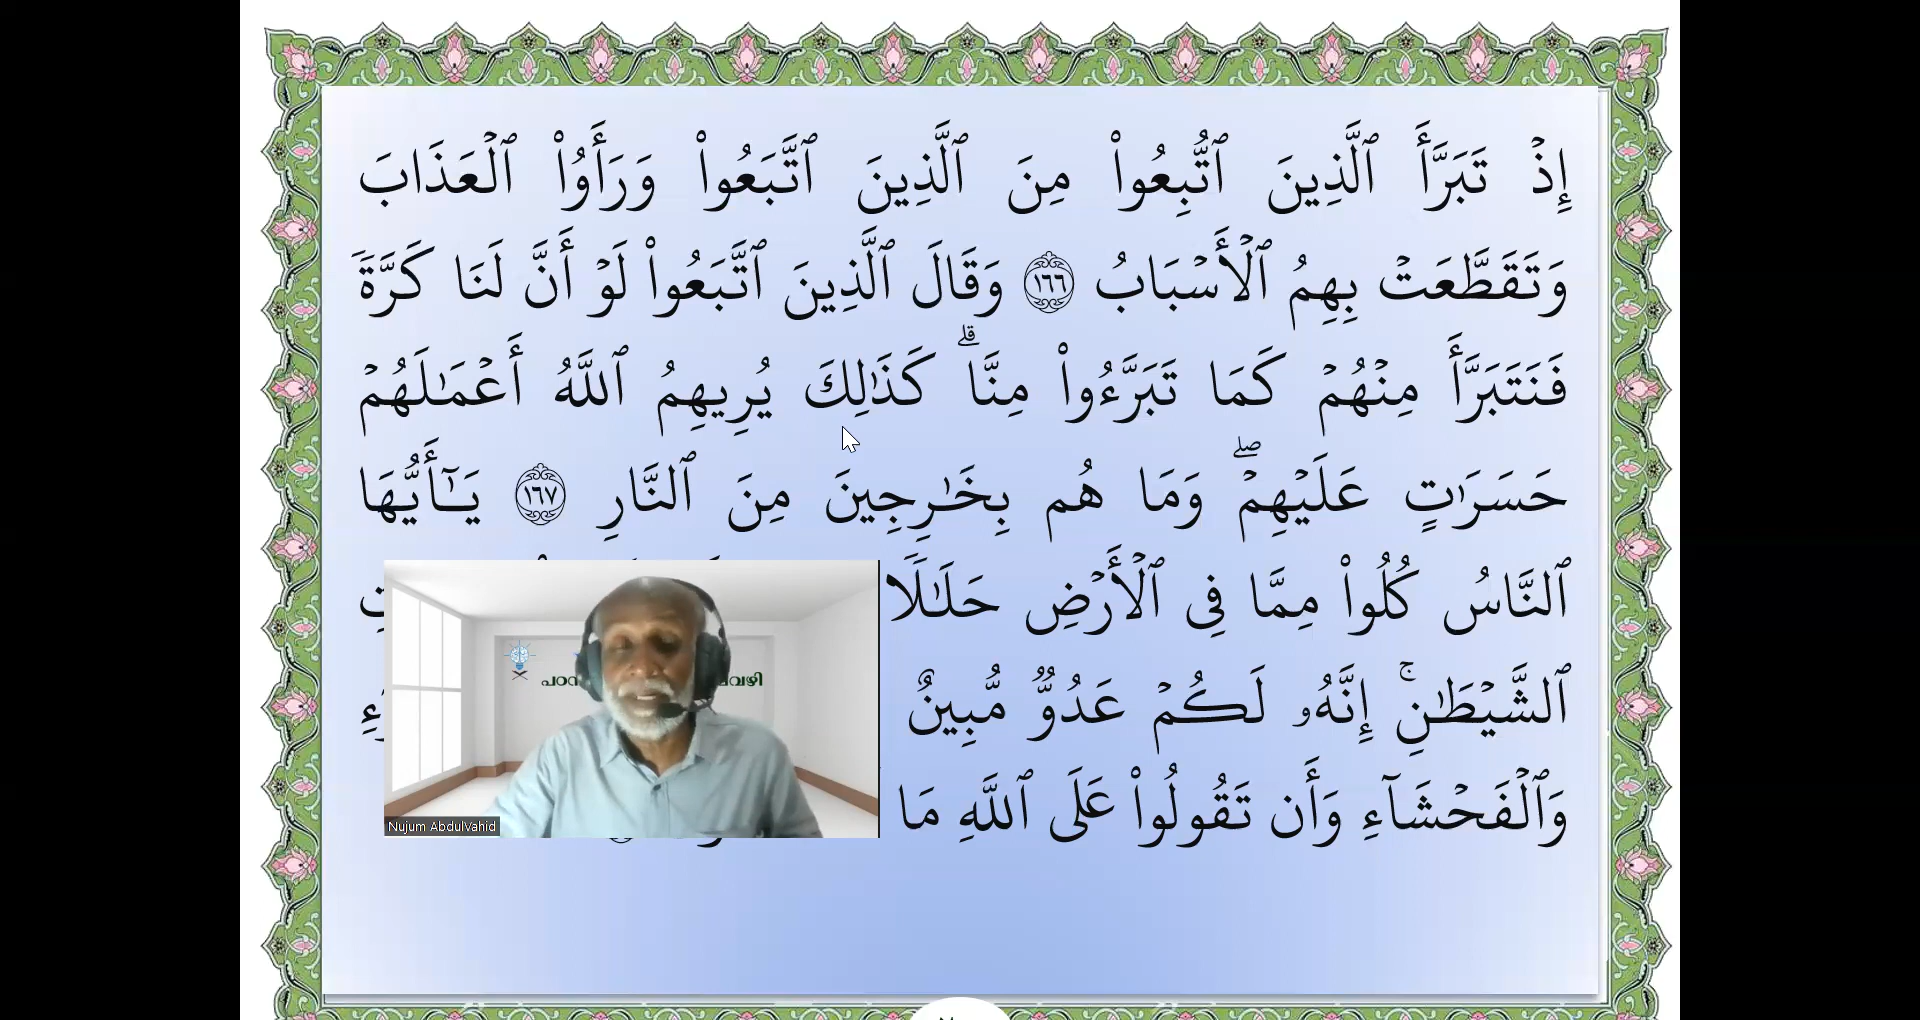 إِذْ تَبَرَّأَ ٱلَّذِينَ ٱتُّبِعُوا۟ مِنَ ٱلَّذِينَ ٱتَّبَعُوا۟ وَرَأَوُا۟ ٱلْعَذَابَ
وَتَقَطَّعَتْ بِهِمُ ٱلْأَسْبَابُ ١٦٦ وَقَالَ ٱلَّذِينَ ٱتَّبَعُوا۟ لَوْ أَنَّ لَنَا كَرَّةً
فَنَتَبَرَّأَ مِنْهُمْ كَمَا تَبَرَّءُوا۟ مِنَّا ۗ كَذَٰلِكَ يُرِيهِمُ ٱللَّهُ أَعْمَـٰلَهُمْ
حَسَرَٰتٍ عَلَيْهِمْ ۖ وَمَا هُم بِخَـٰرِجِينَ مِنَ ٱلنَّارِ ١٦٧ يَـٰٓأَيُّهَا
ٱلنَّاسُ كُلُوا۟ مِمَّا فِى ٱلْأَرْضِ حَلَـٰلًا
ٱلشَّيْطَـٰنِ ۚ إِنَّهُۥ لَكُمْ عَدُوٌّ مُّبِينٌ
وَٱلْفَحْشَآءِ وَأَن تَقُولُوا۟ عَلَى ٱللَّهِ مَا
Nujum AbdulVahid